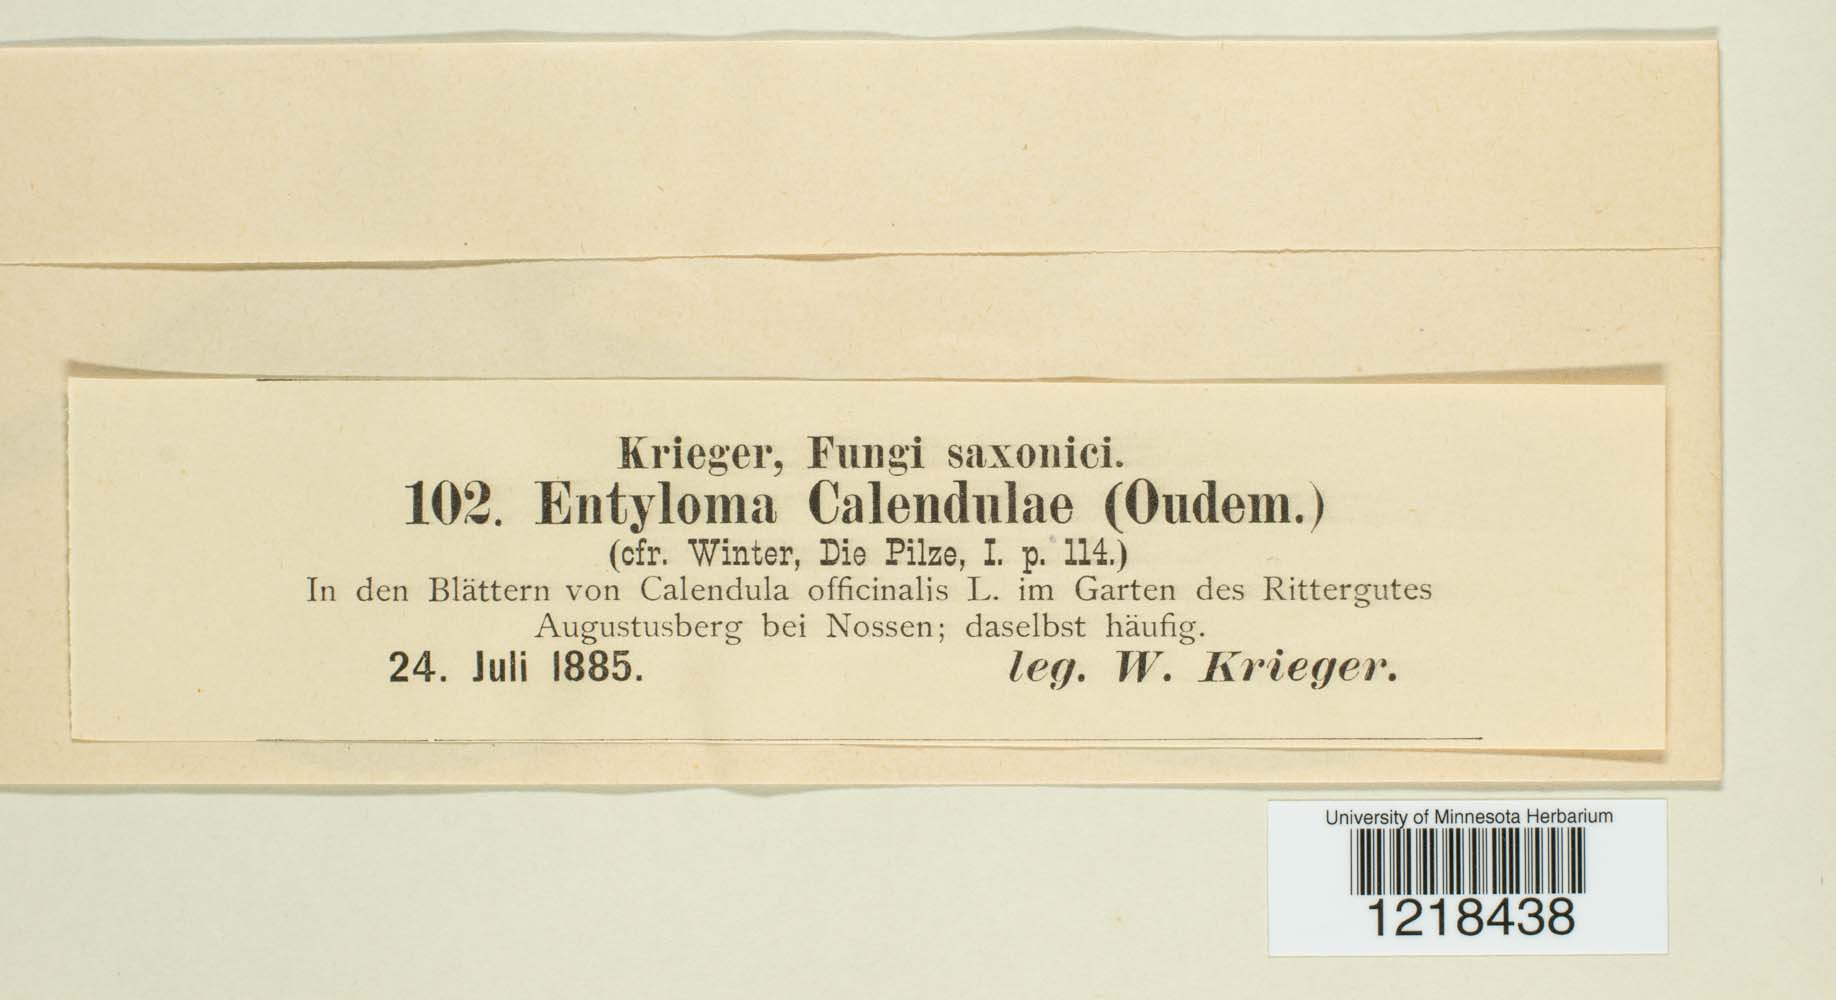 Krieger, Fungi saxonici.
102. Entyloma Calendulae (Oudem.)
(cfr. Winter, Die Pilze, I. p. 114.)
In den Blättern von Calendula officinalis L. im Garten des Rittergutes
Augustusberg bei Nossen; daselbst häufig.
24. Juli 1885. leg. W. Krieger.
University of Minnesota Herbarium
1218438